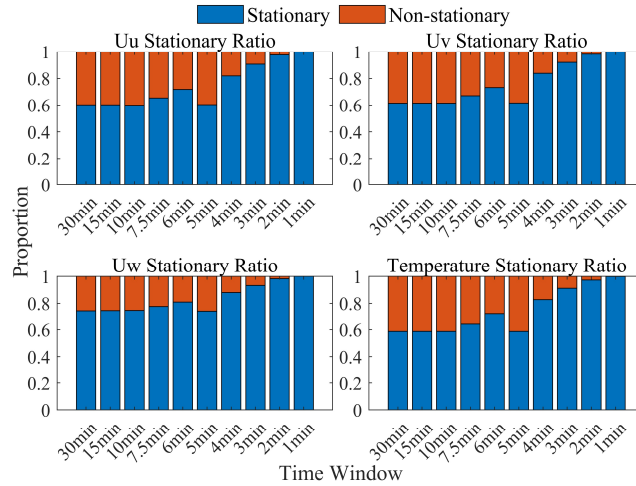 Stationary Non-stationary
Uu Stationary Ratio
1
0.8
0.6
0.4
0.2
0
30min 15min 10min 7.5min 6min 5min 4min 3min 2min 1min
Uv Stationary Ratio
1
0.8
0.6
0.4
0.2
0
30min 15min 10min 7.5min 6min 5min 4min 3min 2min 1min
Proportion
Uw Stationary Ratio
1
0.8
0.6
0.4
0.2
0
30min 15min 10min 7.5min 6min 5min 4min 3min 2min 1min
Temperature Stationary Ratio
1
0.8
0.6
0.4
0.2
0
30min 15min 10min 7.5min 6min 5min 4min 3min 2min 1min
Time Window